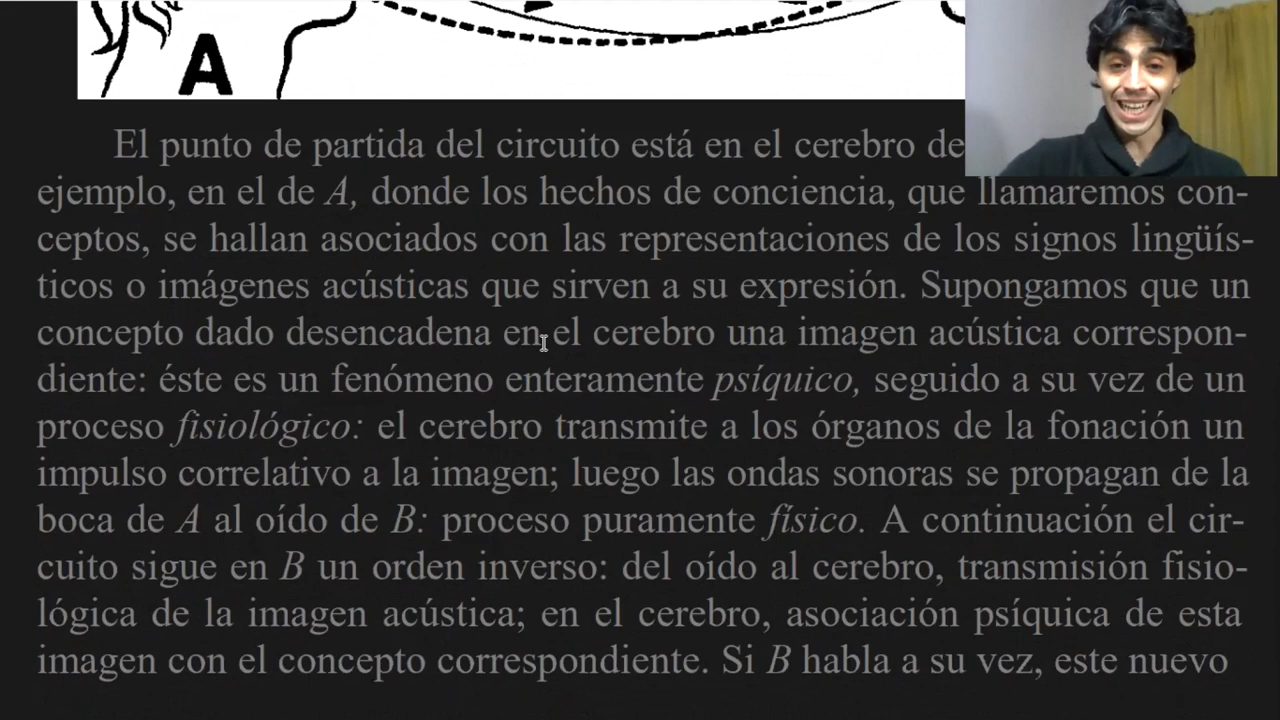 A
El punto de partida del circuito está en el cerebro de
ejemplo, en el de A, donde los hechos de conciencia, que llamaremos con-
ceptos, se hallan asociados con las representaciones de los signos lingüís-
ticos o imágenes acústicas que sirven a su expresión. Supongamos que un
concepto dado desencadena en el cerebro una imagen acústica correspon-
diente: éste es un fenómeno enteramente psíquico, seguido a su vez de un
proceso fisiológico: el cerebro transmite a los órganos de la fonación un
impulso correlativo a la imagen; luego las ondas sonoras se propagan de la
boca de A al oído de B: proceso puramente físico. A continuación el cir-
cuito sigue en B un orden inverso: del oído al cerebro, transmisión fisio-
lógica de la imagen acústica; en el cerebro, asociación psíquica de esta
imagen con el concepto correspondiente. Si B habla a su vez, este nuevo